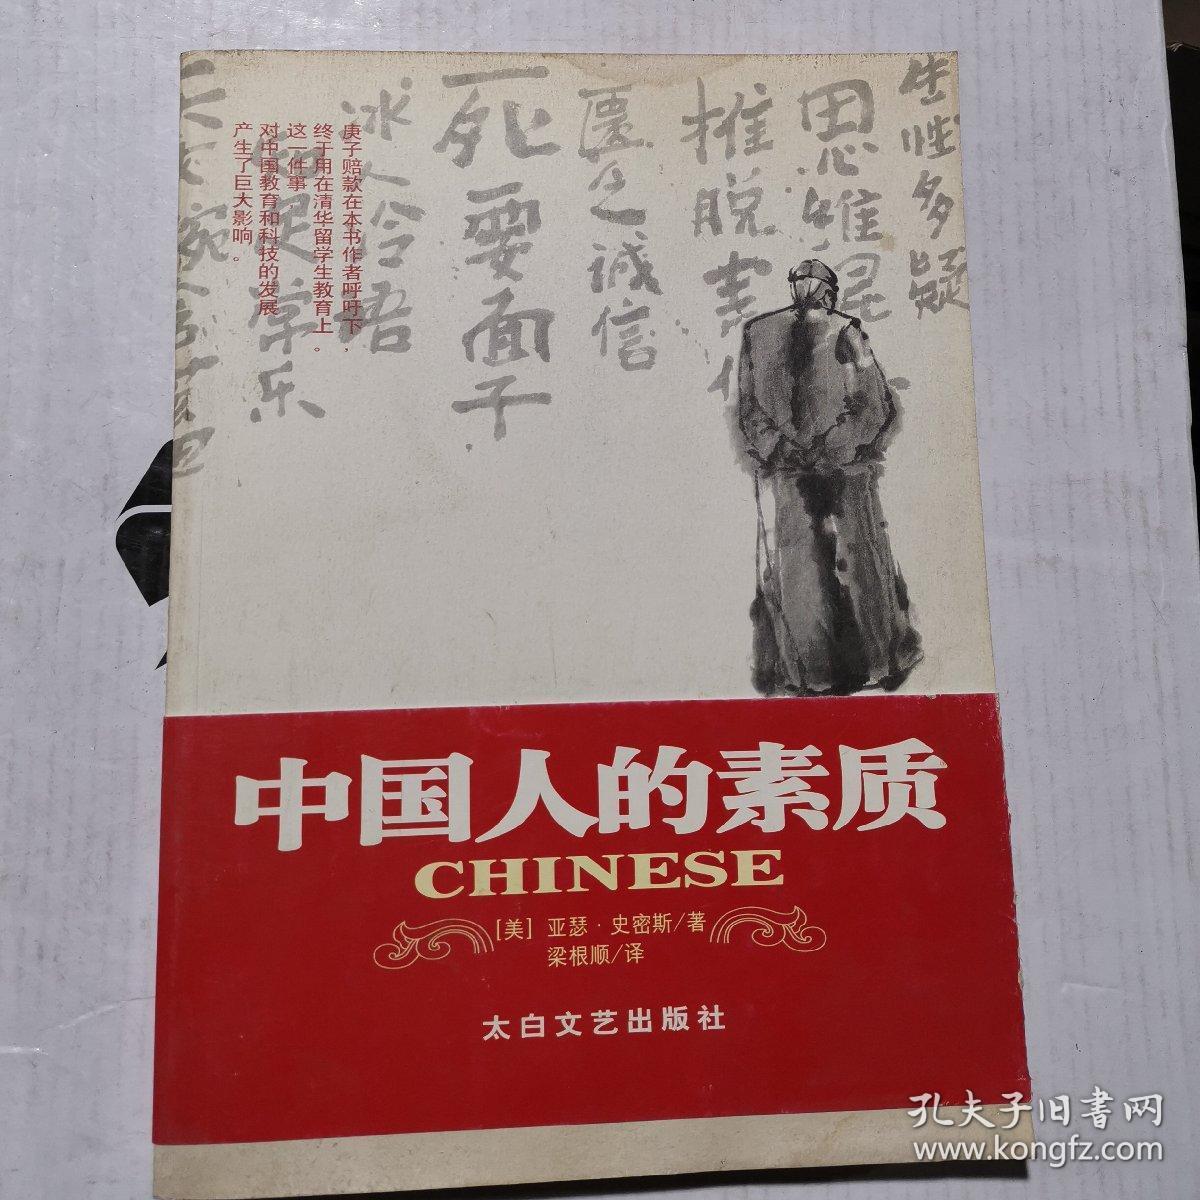 生性多疑
思维混
推脱素
匮乏诚信
死要面子
冰人冷语
知足常乐
庚子赔款在本书作者呼吁下，
终于用在清华留学生教育上。
这一件事
对中国教育和科技的发展
产生了巨大影响。
中国人的素质
CHINESE
[美] 亚瑟·史密斯/著
梁根顺/译
太白文艺出版社
孔夫子旧書网
www.kongfz.com